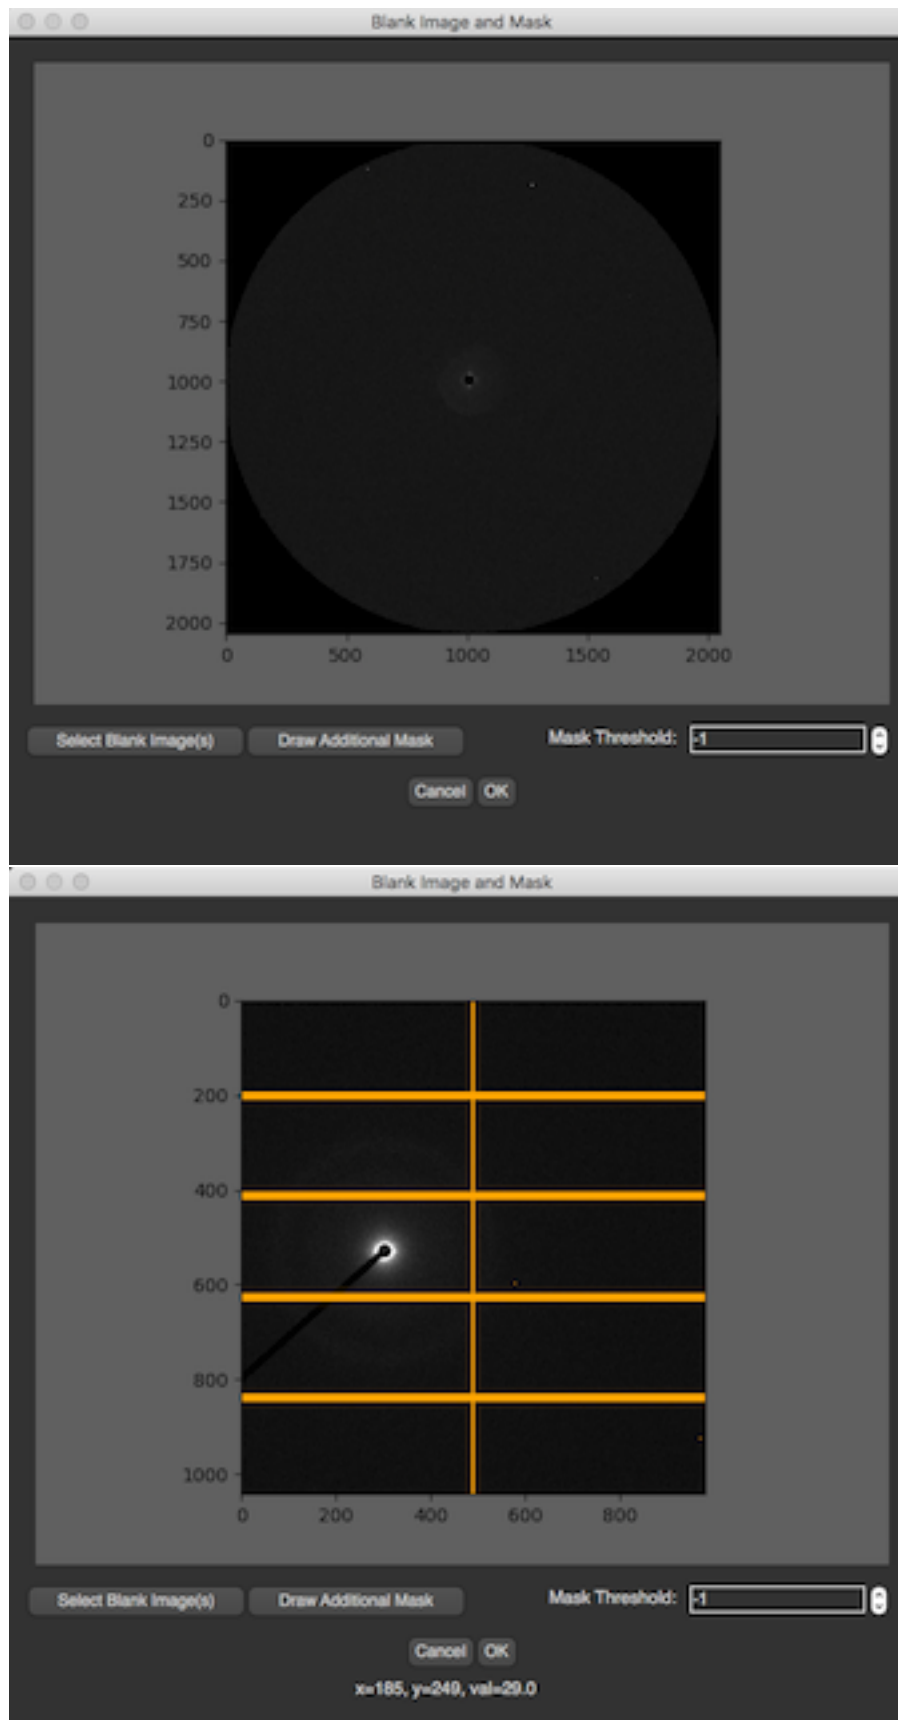 Blank Image and Mask
0
250
500
750
1000
1250
1500
1750
2000
0 500 1000 1500 2000
Select Blank Image(s) Draw Additional Mask Mask Threshold: -1
Cancel OK
Blank Image and Mask
0
200
400
600
800
1000
0 200 400 600 800
Select Blank Image(s) Draw Additional Mask Mask Threshold: -1
Cancel OK
x=185, y=249, val=29.0